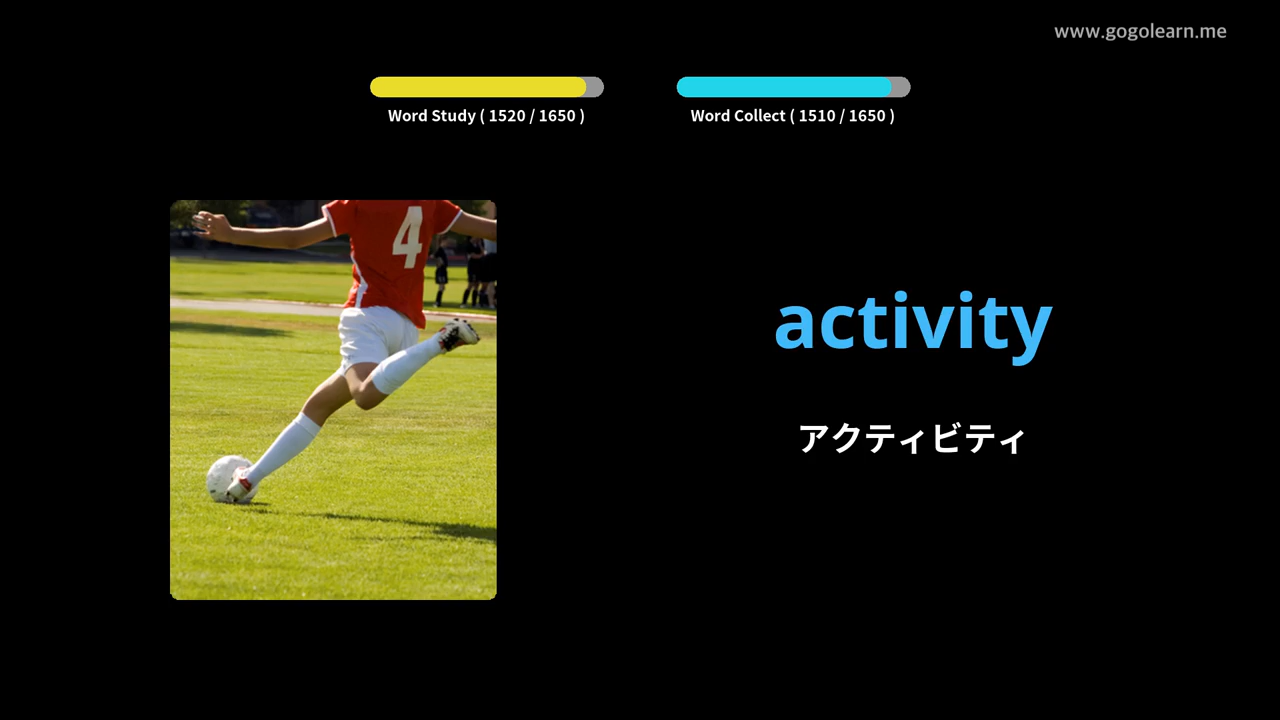 www.gogolearn.me
Word Study ( 1520 / 1650 )
Word Collect ( 1510 / 1650 )
4
activity
アクティビティ